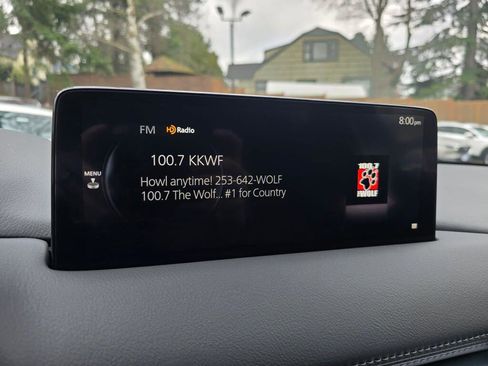 FM HD Radio
8:00pm
MENU
100.7 KKWF
Howl anytime! 253-642-WOLF
100.7 The Wolf... #1 for Country
100.7
THE WOLF